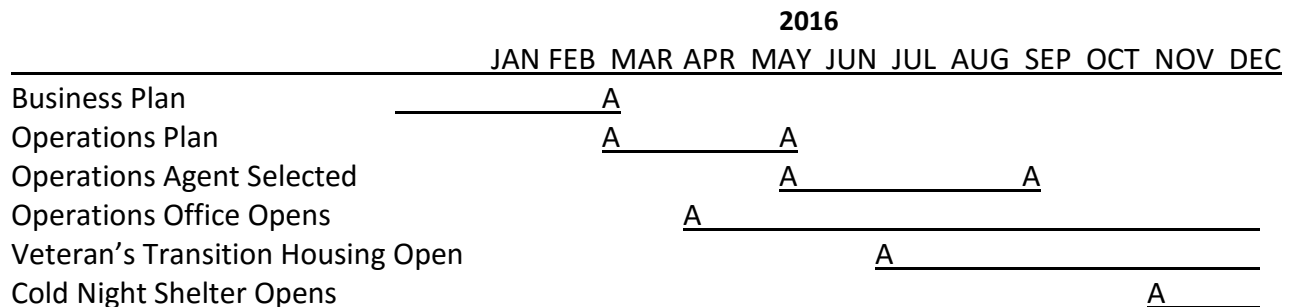 2016
JAN FEB MAR APR MAY JUN JUL AUG SEP OCT NOV DEC
Business Plan A
Operations Plan A A
Operations Agent Selected A A
Operations Office Opens A
Veteran’s Transition Housing Open A
Cold Night Shelter Opens A